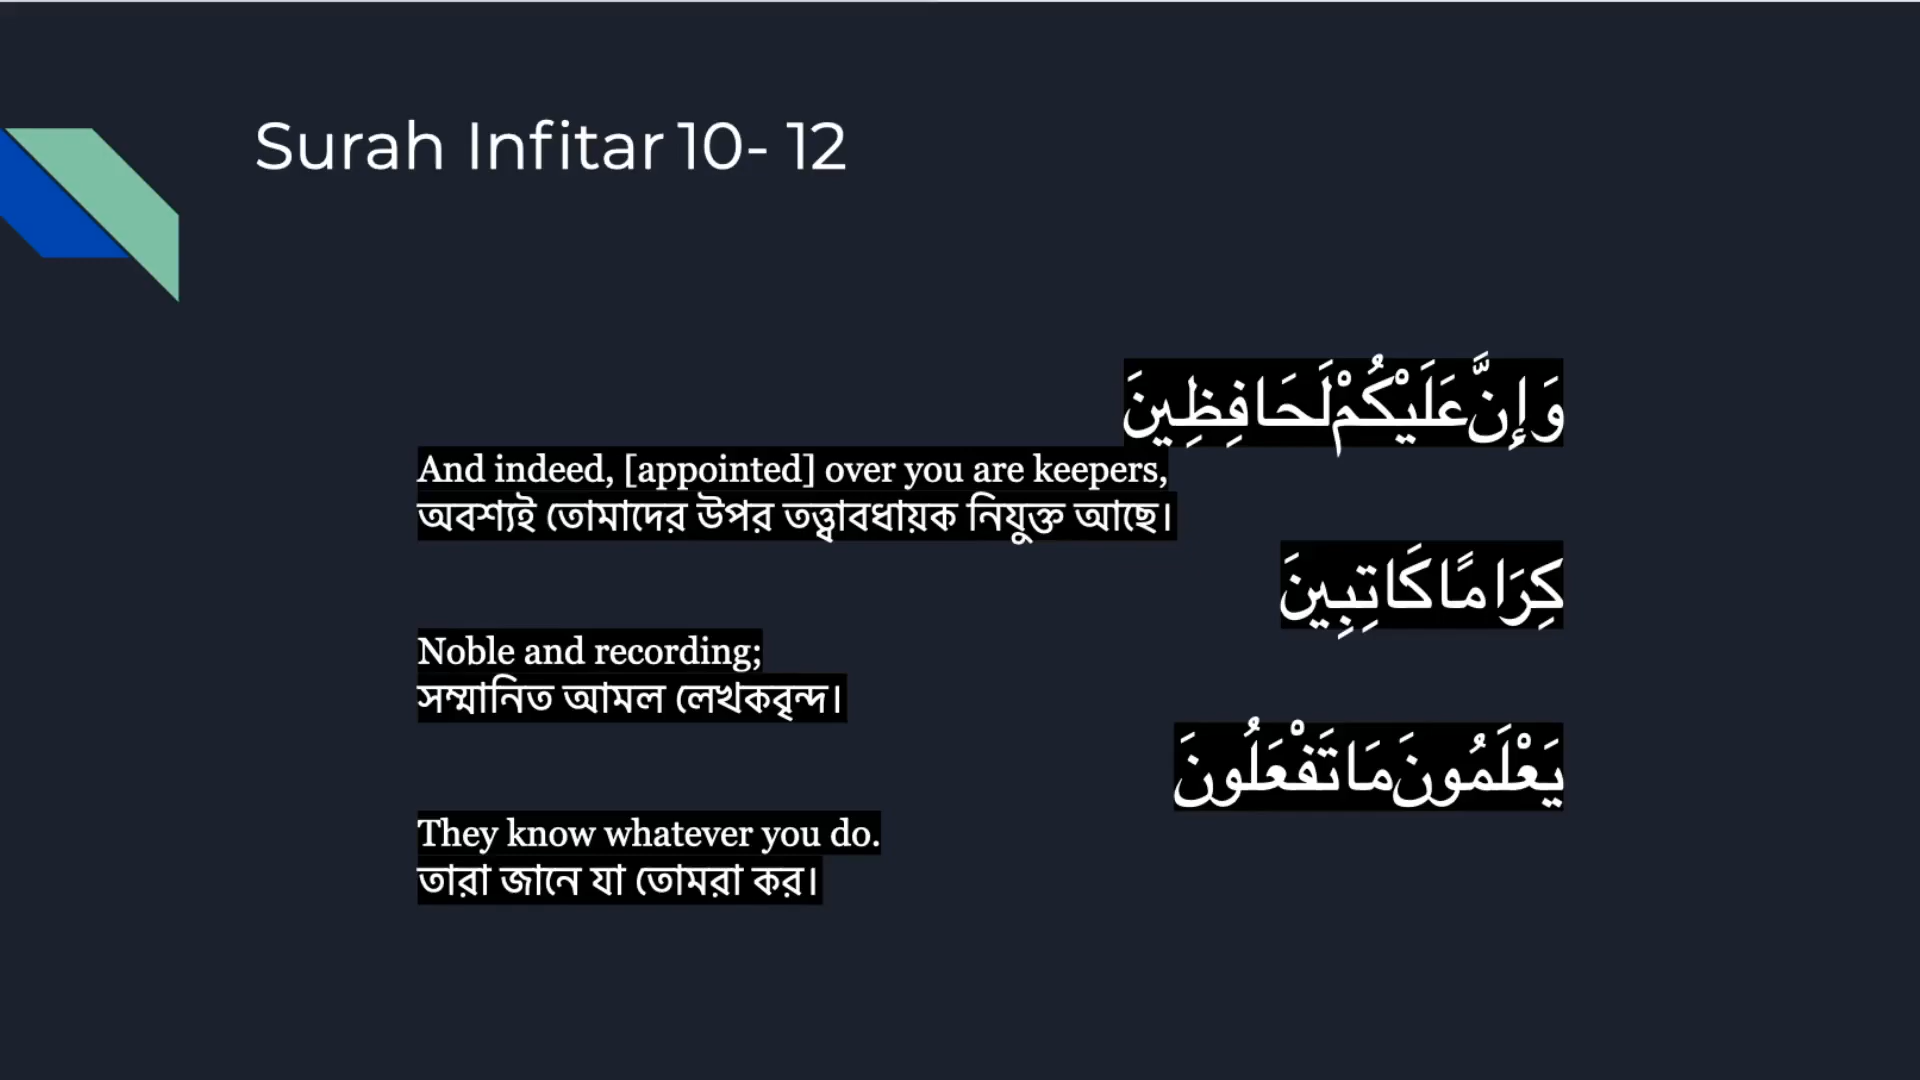 Surah Infitar 10- 12
وَإِنَّ عَلَيْكُمْ لَحَافِظِينَ
And indeed, [appointed] over you are keepers,
অবশ্যই তোমাদের উপর তত্ত্বাবধায়ক নিযুক্ত আছে।
كِرَامًا كَاتِبِينَ
Noble and recording;
সম্মানিত আমল লেখকবৃন্দ।
يَعْلَمُونَ مَا تَفْعَلُونَ
They know whatever you do.
তারা জানে যা তোমরা কর।